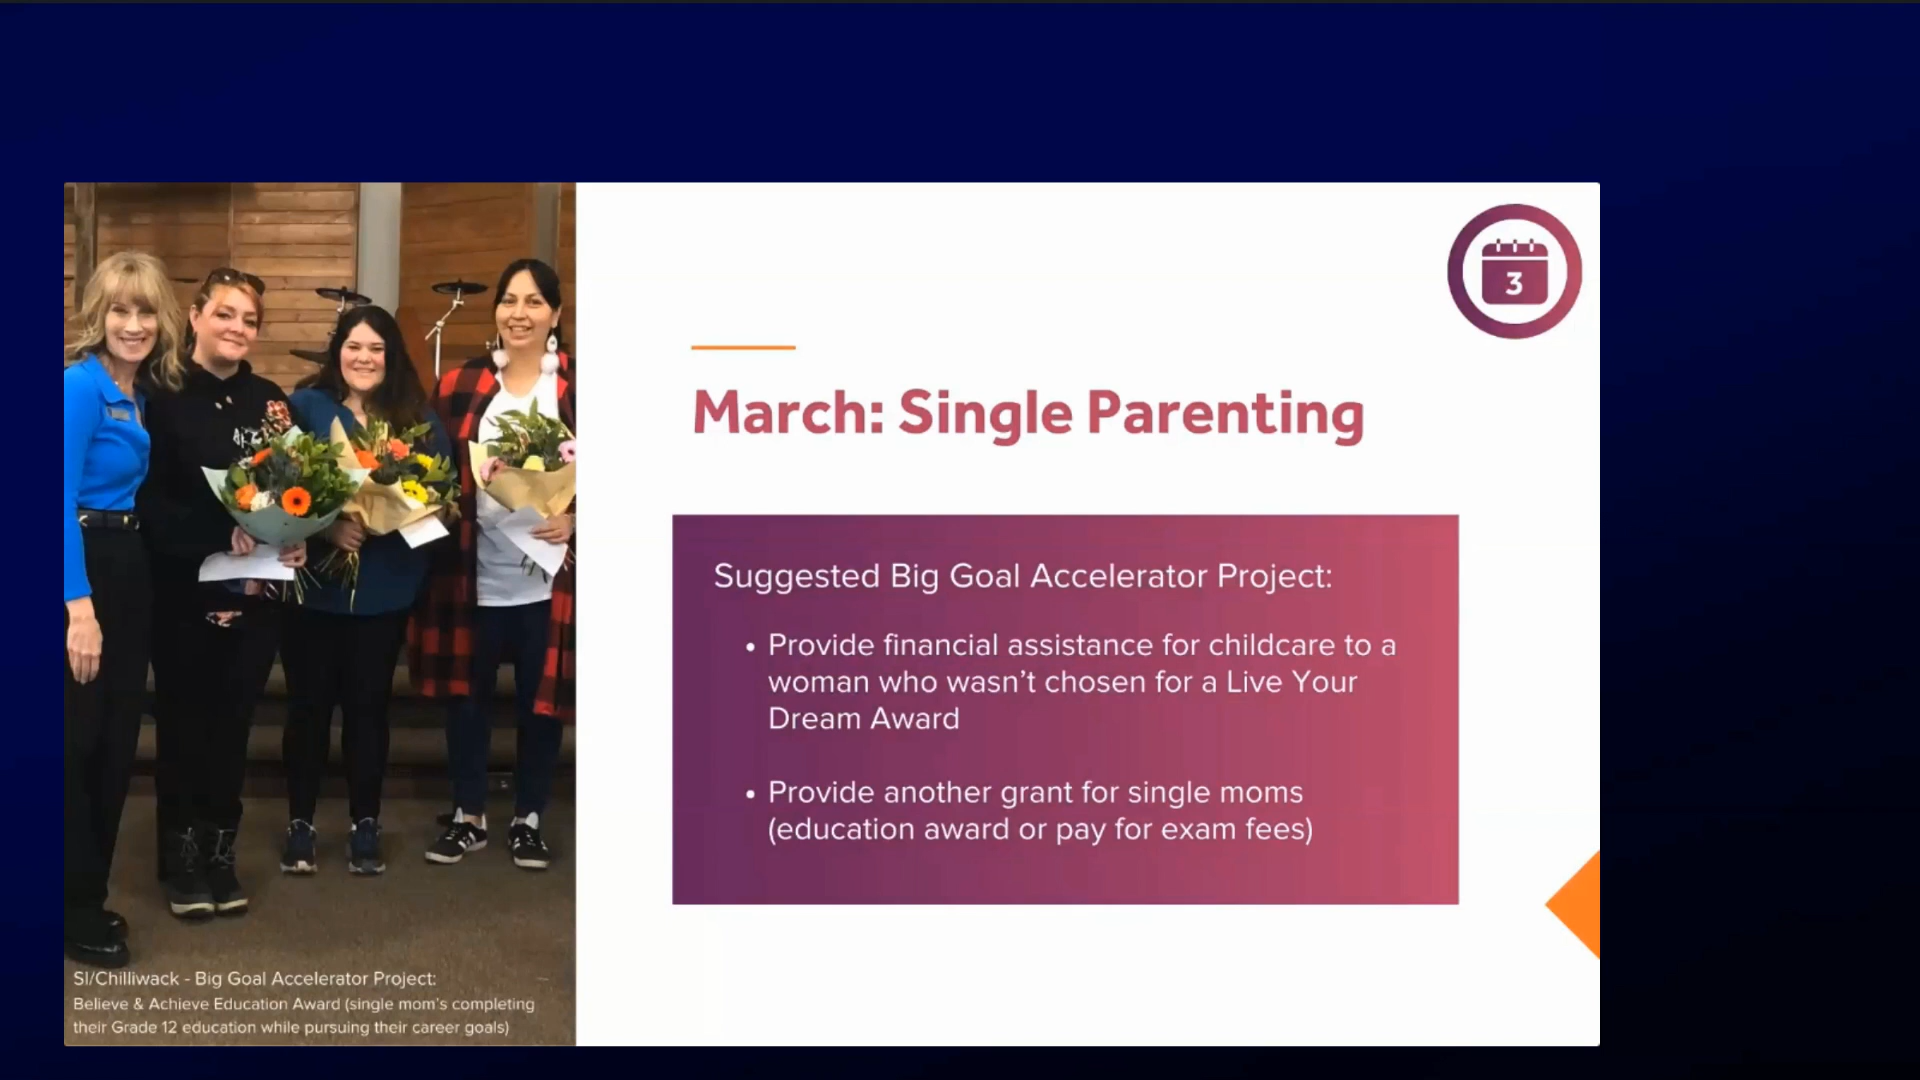 3
March: Single Parenting
Suggested Big Goal Accelerator Project:
• Provide financial assistance for childcare to a
woman who wasn't chosen for a Live Your
Dream Award
• Provide another grant for single moms
(education award or pay for exam fees)
SI/Chilliwack - Big Goal Accelerator Project:
Believe & Achieve Education Award (single mom's completing
their Grade 12 education while pursuing their career goals)